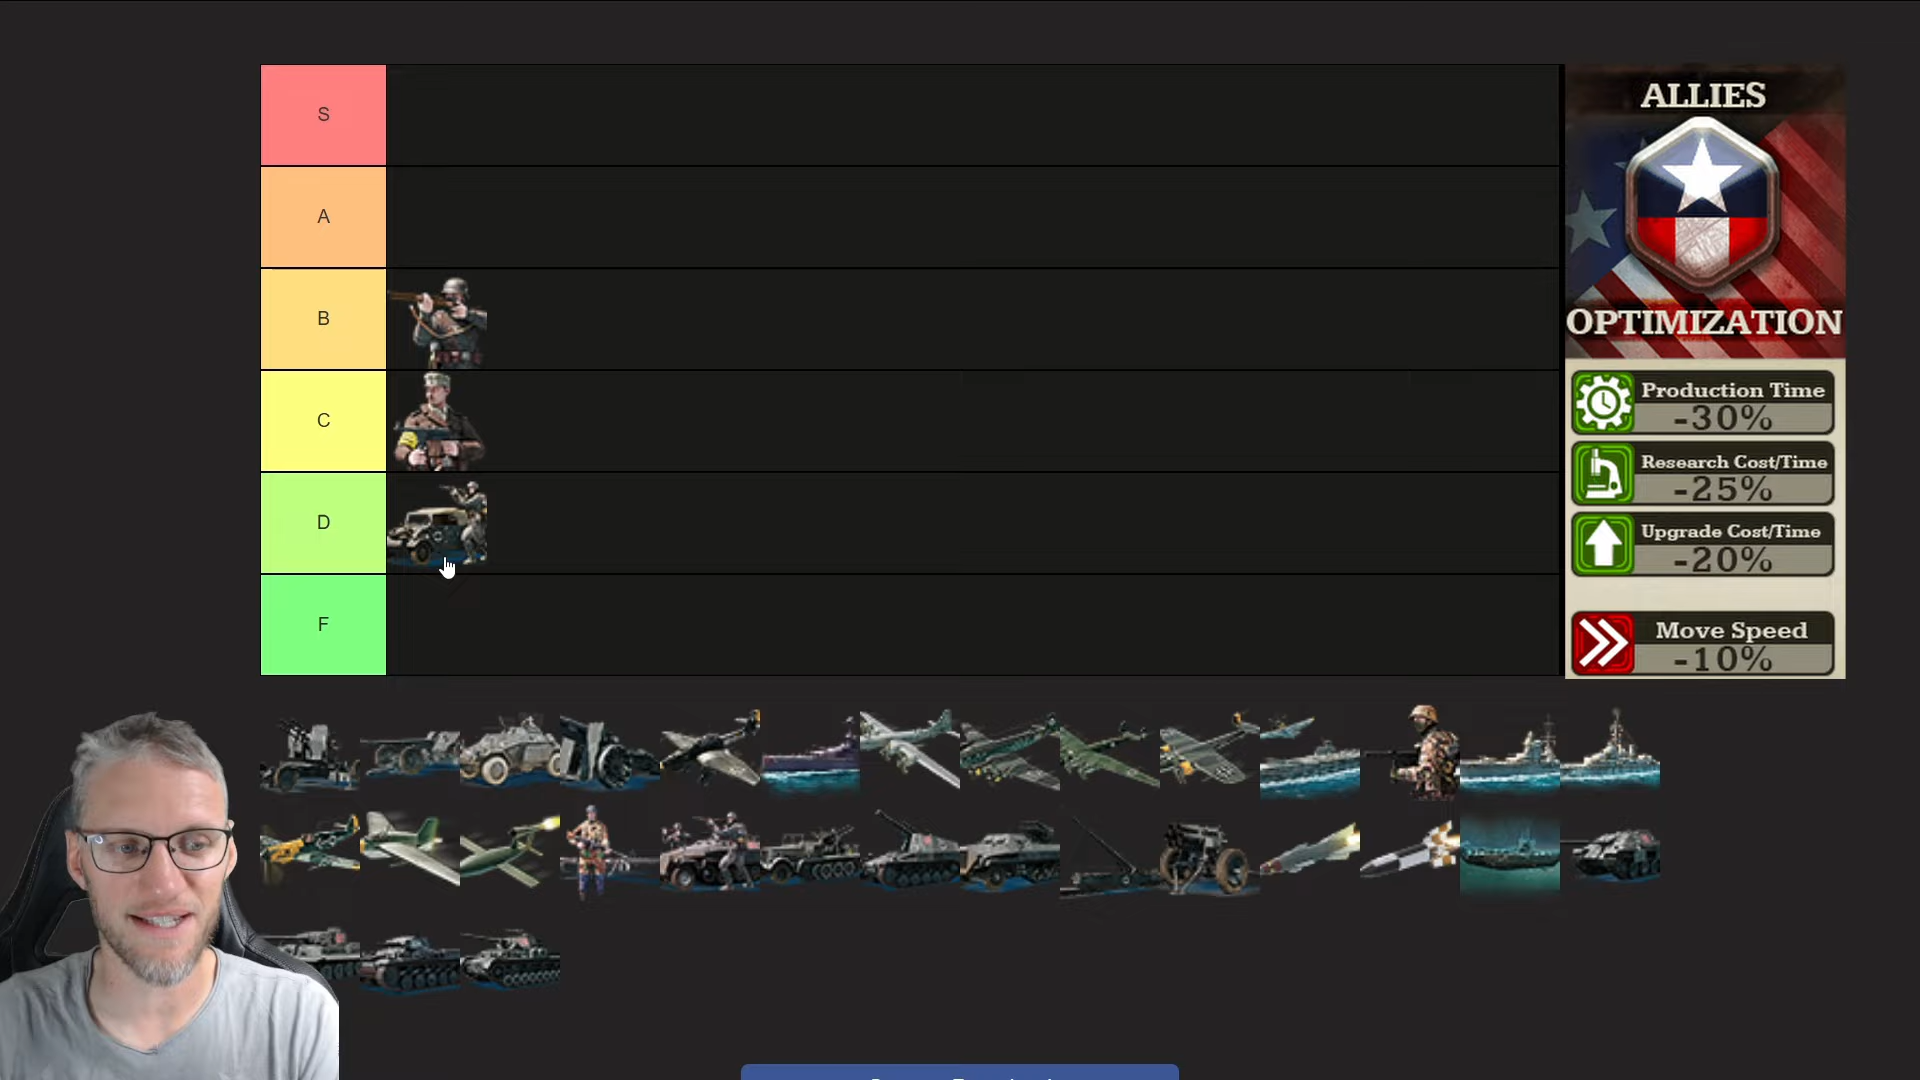 S
A
B
C
D
F
ALLIES
OPTIMIZATION
Production Time
-30%
Research Cost/Time
-25%
Upgrade Cost/Time
-20%
Move Speed
-10%